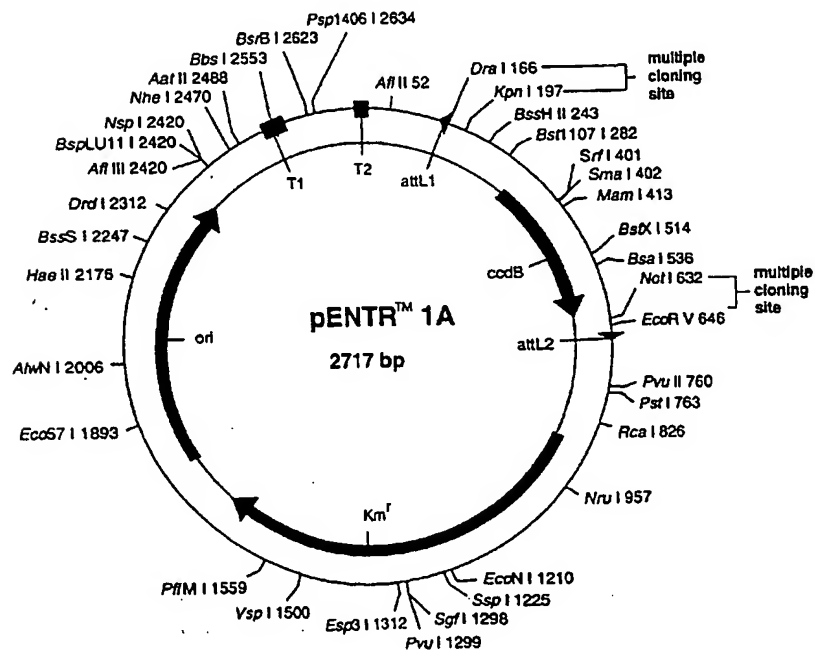 Psp1406 I 2634
BsrB I 2623
Bbs I 2553
Aat II 2488
Nhe I 2470
Nsp I 2420
BspLU11 I 2420
Afl III 2420
Drd I 2312
BssS I 2247
Hae II 2176
AlwN I 2006
Eco57 I 1893
Afl II 52
Dra I 166
Kpn I 197
multiple
cloning
site
BssH II 243
Bst1107 I 282
Srf I 401
Sma I 402
Mam I 413
BstX I 514
Bsa I 536
Not I 632
EcoR V 646
multiple
cloning
site
Pvu II 760
Pst I 763
Rca I 826
Nru I 957
EcoN I 1210
Ssp I 1225
Sgf I 1298
Pvu I 1299
Esp3 I 1312
Vsp I 1500
PflM I 1559
T1
T2
attL1
ccdB
attL2
ori
Kmr
pENTR™ 1A
2717 bp